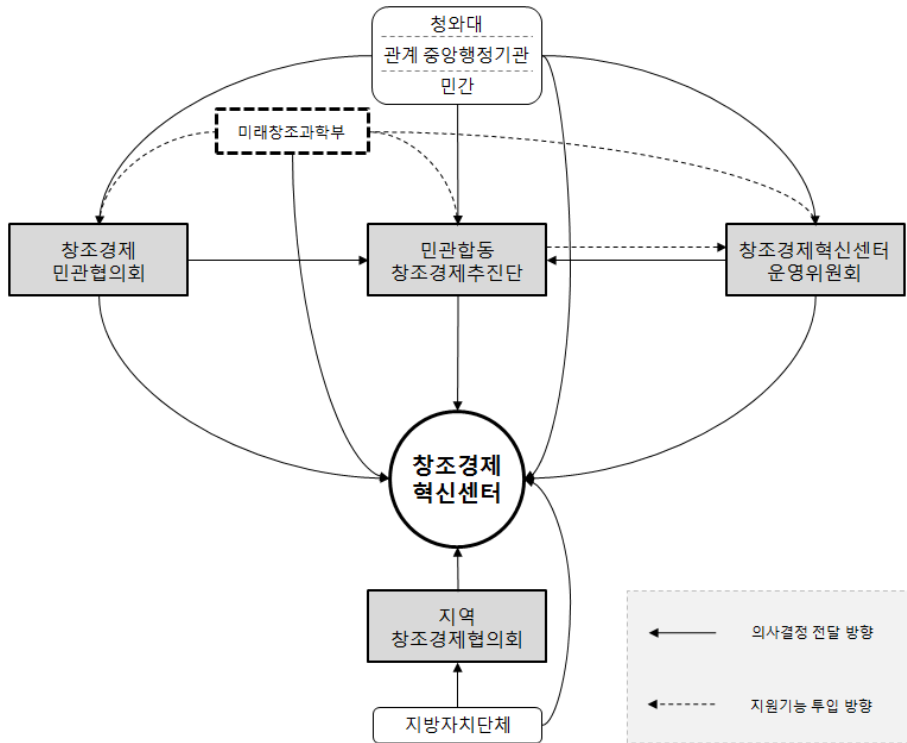 청와대
관계 중앙행정기관
민간
미래창조과학부
창조경제
민관협의회
민관합동
창조경제추진단
창조경제혁신센터
운영위원회
창조경제
혁신센터
지역
창조경제협의회
지방자치단체
의사결정 전달 방향
지원기능 투입 방향